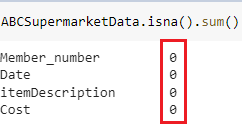 ABCSupermarketData.isna().sum()
Member_number 0
Date 0
itemDescription 0
Cost 0